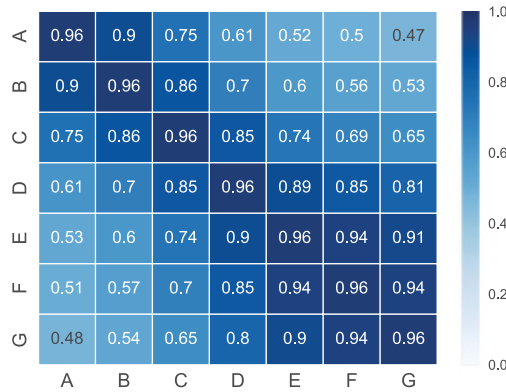 A 0.96 0.9 0.75 0.61 0.52 0.5 0.47
B 0.9 0.96 0.86 0.7 0.6 0.56 0.53
C 0.75 0.86 0.96 0.85 0.74 0.69 0.65
D 0.61 0.7 0.85 0.96 0.89 0.85 0.81
E 0.53 0.6 0.74 0.9 0.96 0.94 0.91
F 0.51 0.57 0.7 0.85 0.94 0.96 0.94
G 0.48 0.54 0.65 0.8 0.9 0.94 0.96
A B C D E F G
1.0
0.8
0.6
0.4
0.2
0.0